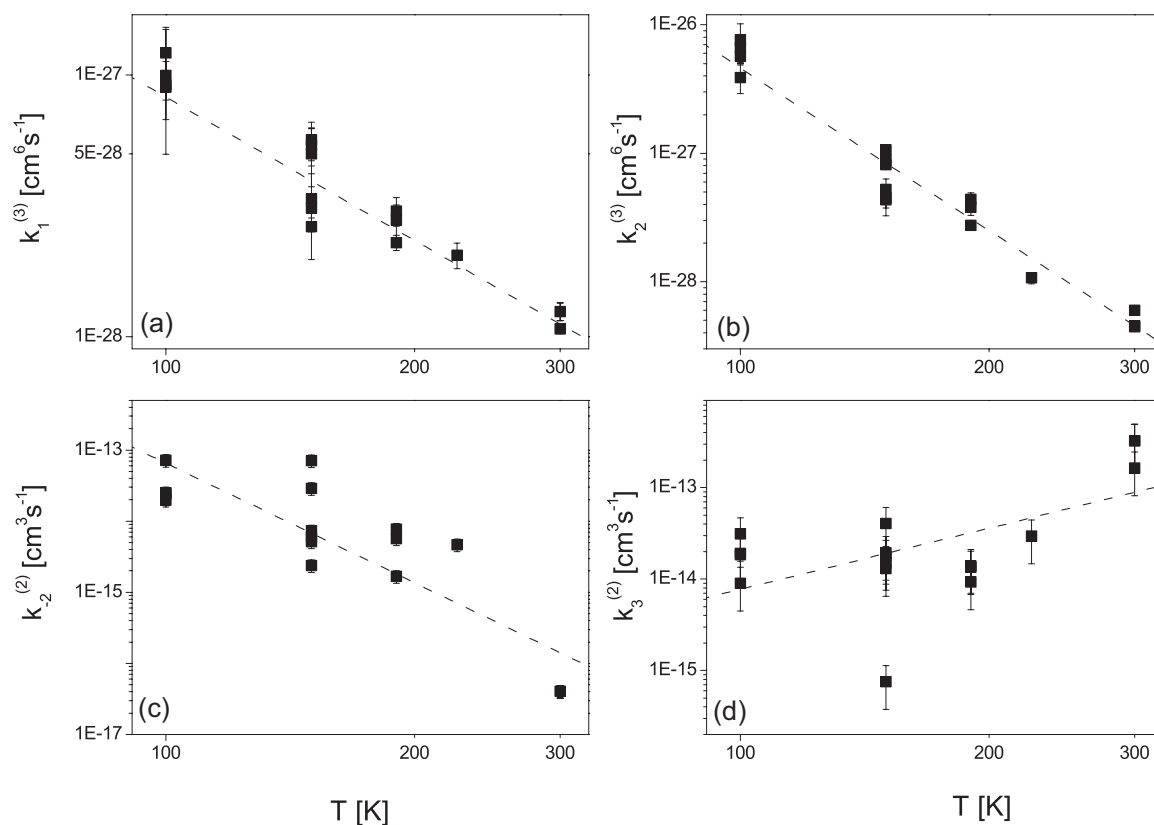 1E-27
5E-28
1E-28
k₁⁽³⁾ [cm⁶s⁻¹]
(a)
100
200
300
1E-26
1E-27
1E-28
k₂⁽³⁾ [cm⁶s⁻¹]
(b)
100
200
300
1E-13
1E-15
1E-17
k₋₂⁽²⁾ [cm³s⁻¹]
(c)
100
200
300
T [K]
1E-13
1E-14
1E-15
k₃⁽²⁾ [cm³s⁻¹]
(d)
100
200
300
T [K]